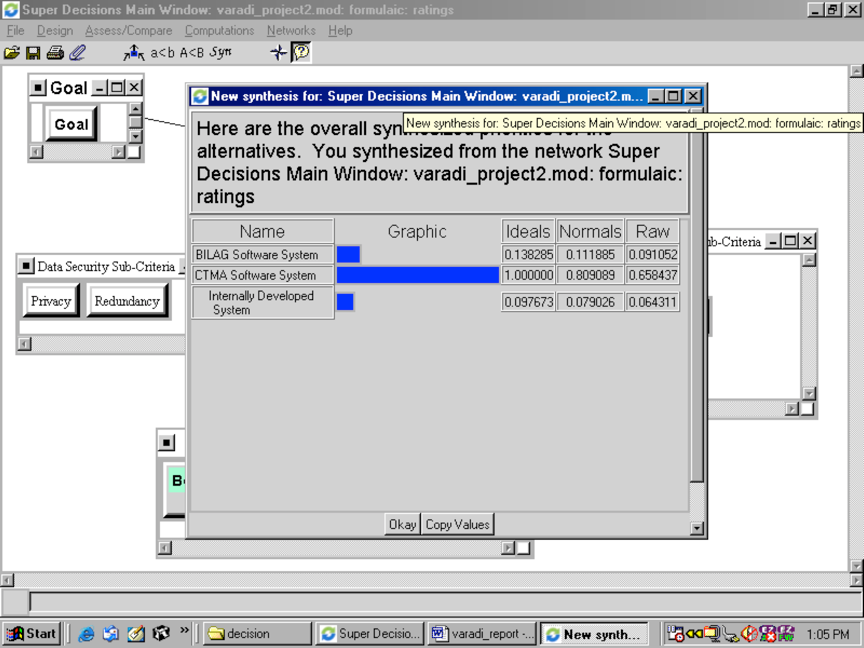 Super Decisions Main Window: varadi_project2.mod: formulaic: ratings
File Design Assess/Compare Computations Networks Help
a<b A<B Syn
Goal
Goal
New synthesis for: Super Decisions Main Window: varadi_project2.m...
New synthesis for: Super Decisions Main Window: varadi_project2.mod: formulaic: ratings
Here are the overall synthesized priorities for the
alternatives. You synthesized from the network Super
Decisions Main Window: varadi_project2.mod: formulaic:
ratings
Name Graphic Ideals Normals Raw
BILAG Software System 0.138285 0.111885 0.091052
CTMA Software System 1.000000 0.809089 0.658437
Internally Developed
System 0.097673 0.079026 0.064311
Data Security Sub-Criteria
Privacy Redundancy
ub-Criteria
Okay Copy Values
Start decision Super Decisio... varadi_report -... New synth... 1:05 PM